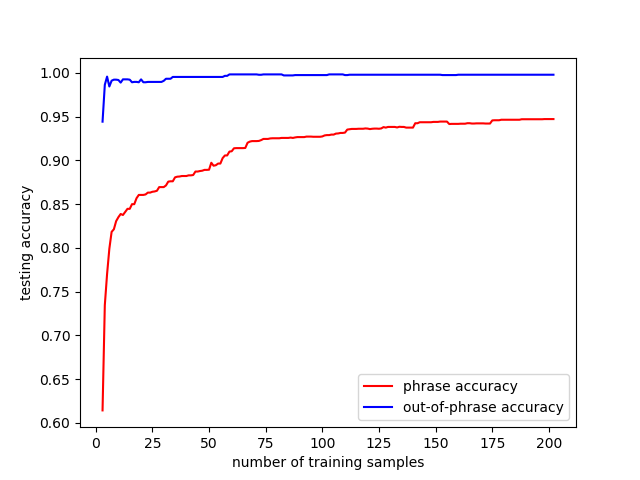 1.00
0.95
0.90
0.85
0.80
0.75
0.70
0.65
0.60
testing accuracy
0 25 50 75 100 125 150 175 200
number of training samples
phrase accuracy
out-of-phrase accuracy